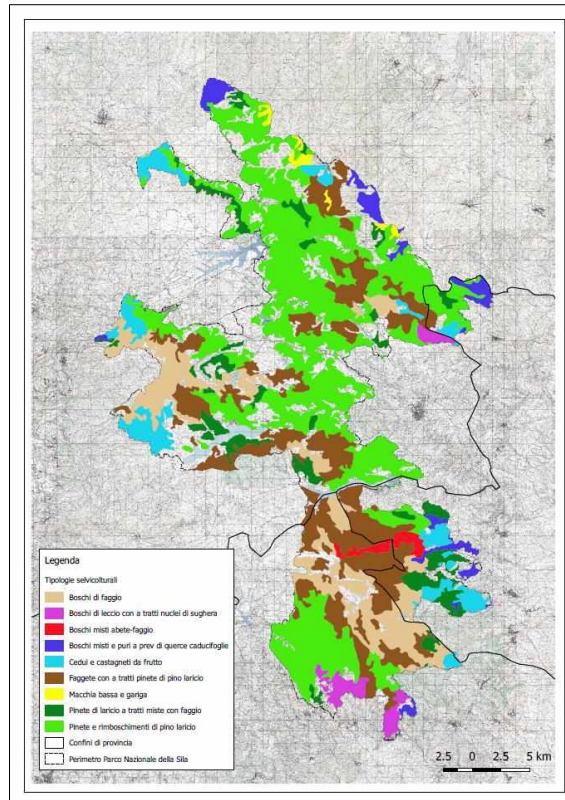 Legenda
Tipologie selvicolturali
Boschi di faggio
Boschi di leccio con a tratti nuclei di sughera
Boschi misti abete-faggio
Boschi misti e puri a prev di querce caducifoglie
Cedui e castagneti da frutto
Faggete con a tratti pinete di pino laricio
Macchia bassa e gariga
Pinete di laricio a tratti miste con faggio
Pinete e rimboschimenti di pino laricio
Confini di provincia
Perimetro Parco Nazionale della Sila
2.5 0 2.5 5 km